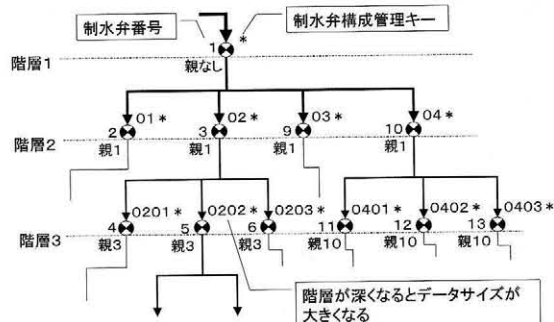 制水弁番号
制水弁構成管理キー
1 *
階層1
親なし
01* 02* 03* 04*
2 3 9 10
階層2
親1 親1 親1 親1
0201* 0202* 0203* 0401* 0402* 0403*
4 5 6 11 12 13
階層3
親3 親3 親3 親10 親10 親10
階層が深くなるとデータサイズが
大きくなる